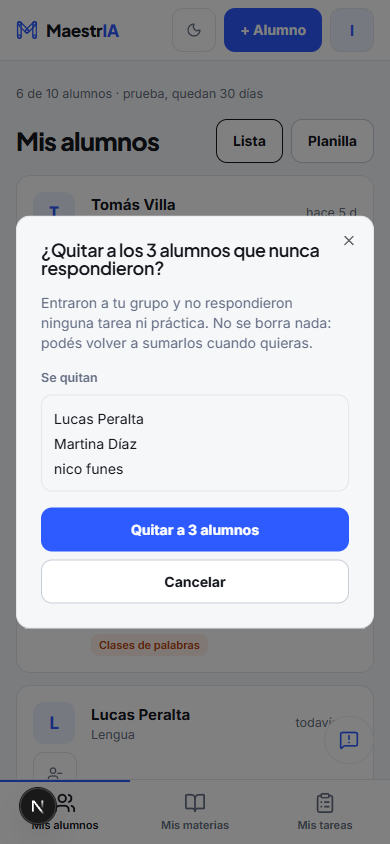 MaestrIA
+ Alumno
I
6 de 10 alumnos · prueba, quedan 30 días
Mis alumnos
Lista
Planilla
T
Tomás Villa
hace 5 d
¿Quitar a los 3 alumnos que nunca
respondieron?
Entraron a tu grupo y no respondieron
ninguna tarea ni práctica. No se borra nada:
podés volver a sumarlos cuando quieras.
Se quitan
Lucas Peralta
Martina Díaz
nico funes
Quitar a 3 alumnos
Cancelar
Clases de palabras
L
Lucas Peralta
Lengua
N
Mis alumnos
Mis materias
Mis tareas